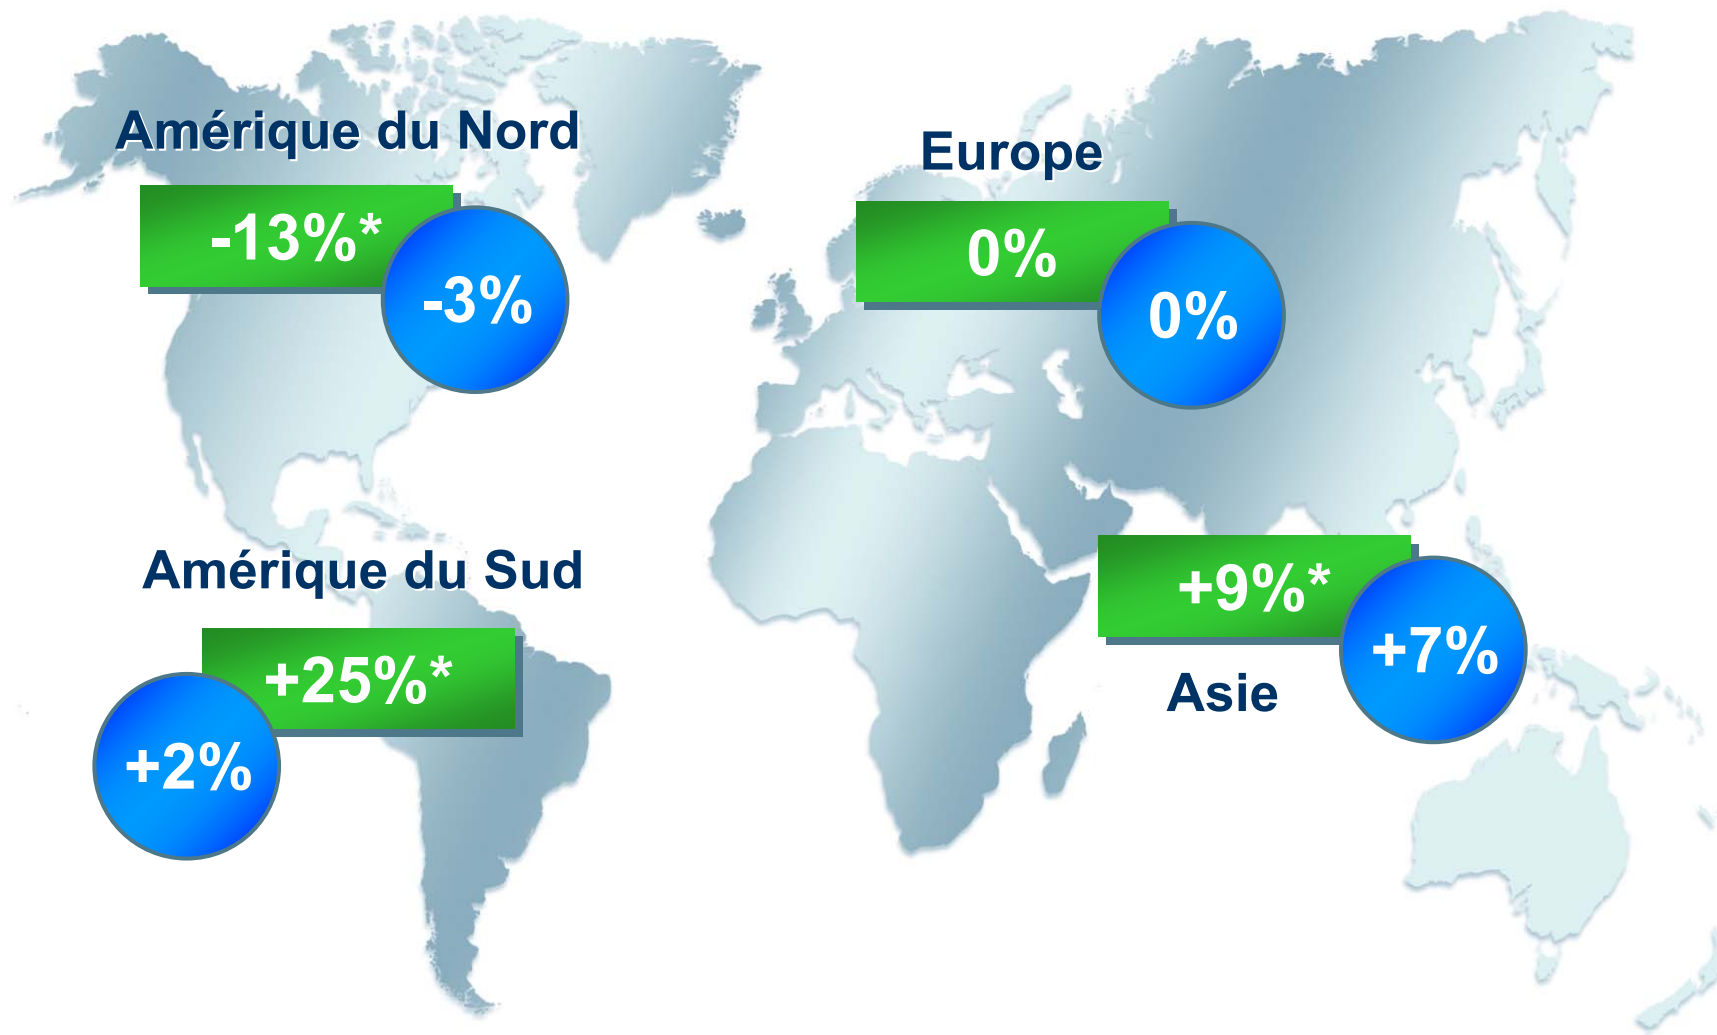 Amérique du Nord
-13%*
-3%
Europe
0%
0%
Amérique du Sud
+25%*
+2%
+9%*
+7%
Asie